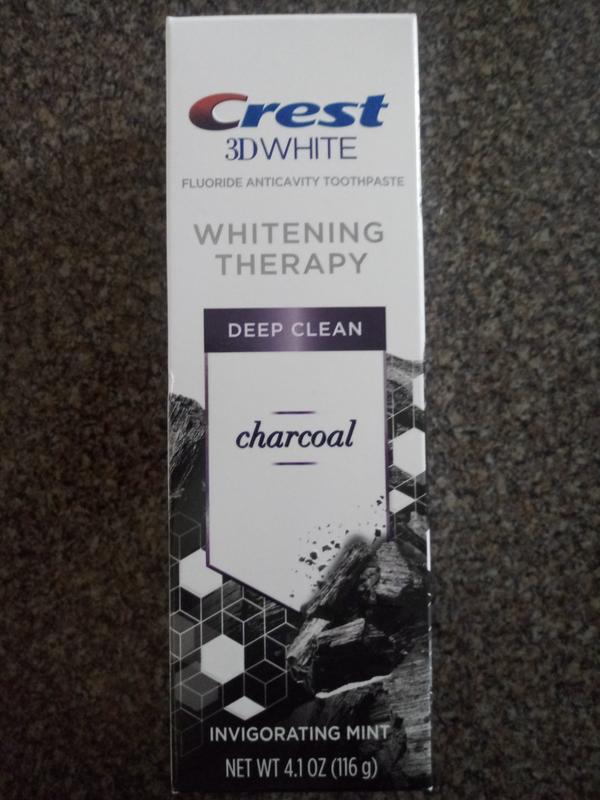 Crest
3D WHITE
FLUORIDE ANTICAVITY TOOTHPASTE
WHITENING
THERAPY
DEEP CLEAN
charcoal
INVIGORATING MINT
NET WT 4.1 OZ (116 g)